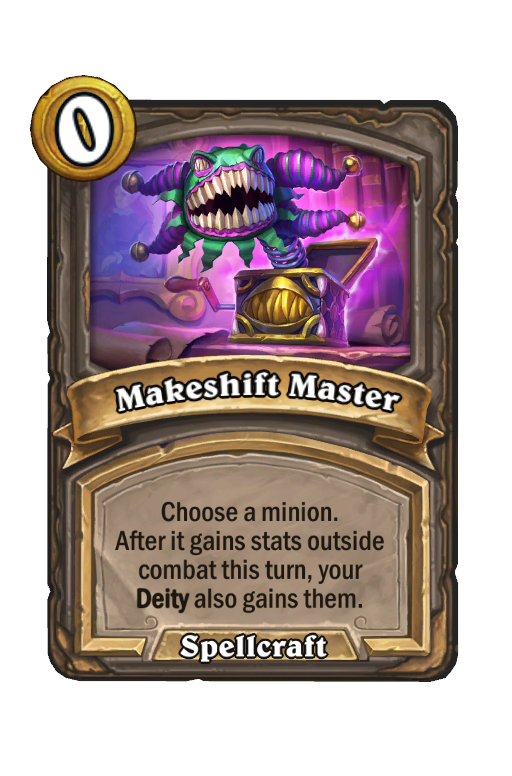 0
Makeshift Master
Choose a minion.
After it gains stats outside
combat this turn, your
Deity also gains them.
Spellcraft